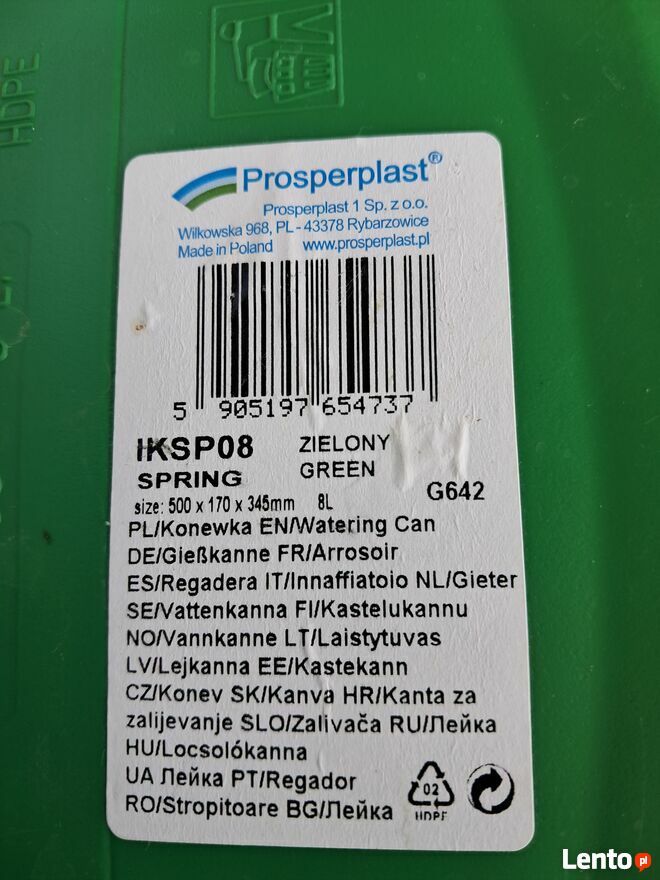 HDPE
Prosperplast®
Prosperplast 1 Sp. z o.o.
Wilkowska 968, PL - 43378 Rybarzowice
Made in Poland www.prosperplast.pl
5 905197 654737
IKSP08 ZIELONY
SPRING GREEN
size: 500 x 170 x 345mm 8L G642
PL/Konewka EN/Watering Can
DE/Gießkanne FR/Arrosoir
ES/Regadera IT/Innaffiatoio NL/Gieter
SE/Vattenkanna FI/Kastelukannu
NO/Vannkanne LT/Laistytuvas
LV/Lejkanna EE/Kastekann
CZ/Konev SK/Kanva HR/Kanta za
zalijevanje SLO/Zalivača RU/Лейка
HU/Locsolókanna
UA Лейка PT/Regador
RO/Stropitoare BG/Лейка
02
HDPE
Lento.pl